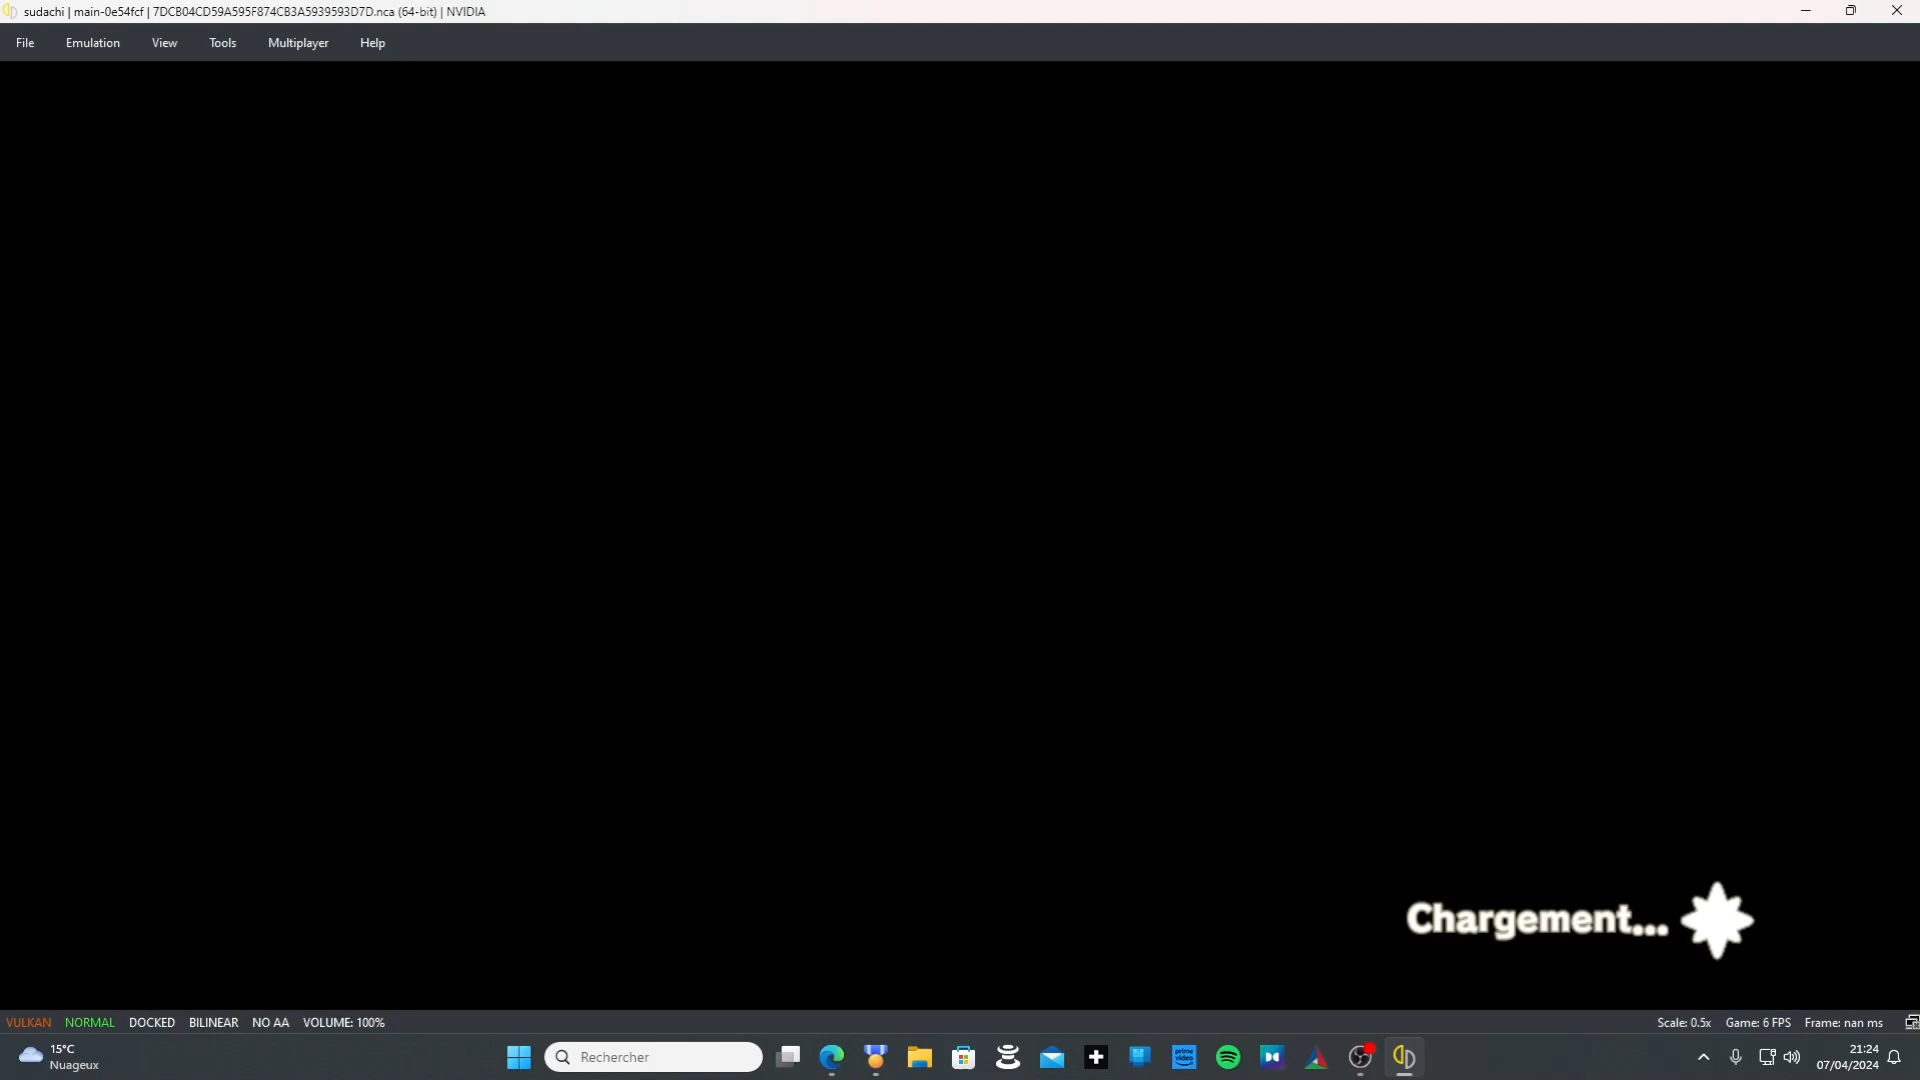 sudachi | main-0e54fcf | 7DCB04CD59A595F874CB3A5939593D7D.nca (64-bit) | NVIDIA
File Emulation View Tools Multiplayer Help
Chargement...
VULKAN NORMAL DOCKED BILINEAR NO AA VOLUME: 100% Scale: 0.5x Game: 6 FPS Frame: nan ms
15°C
Nuageux
Rechercher
prime video
21:24
07/04/2024